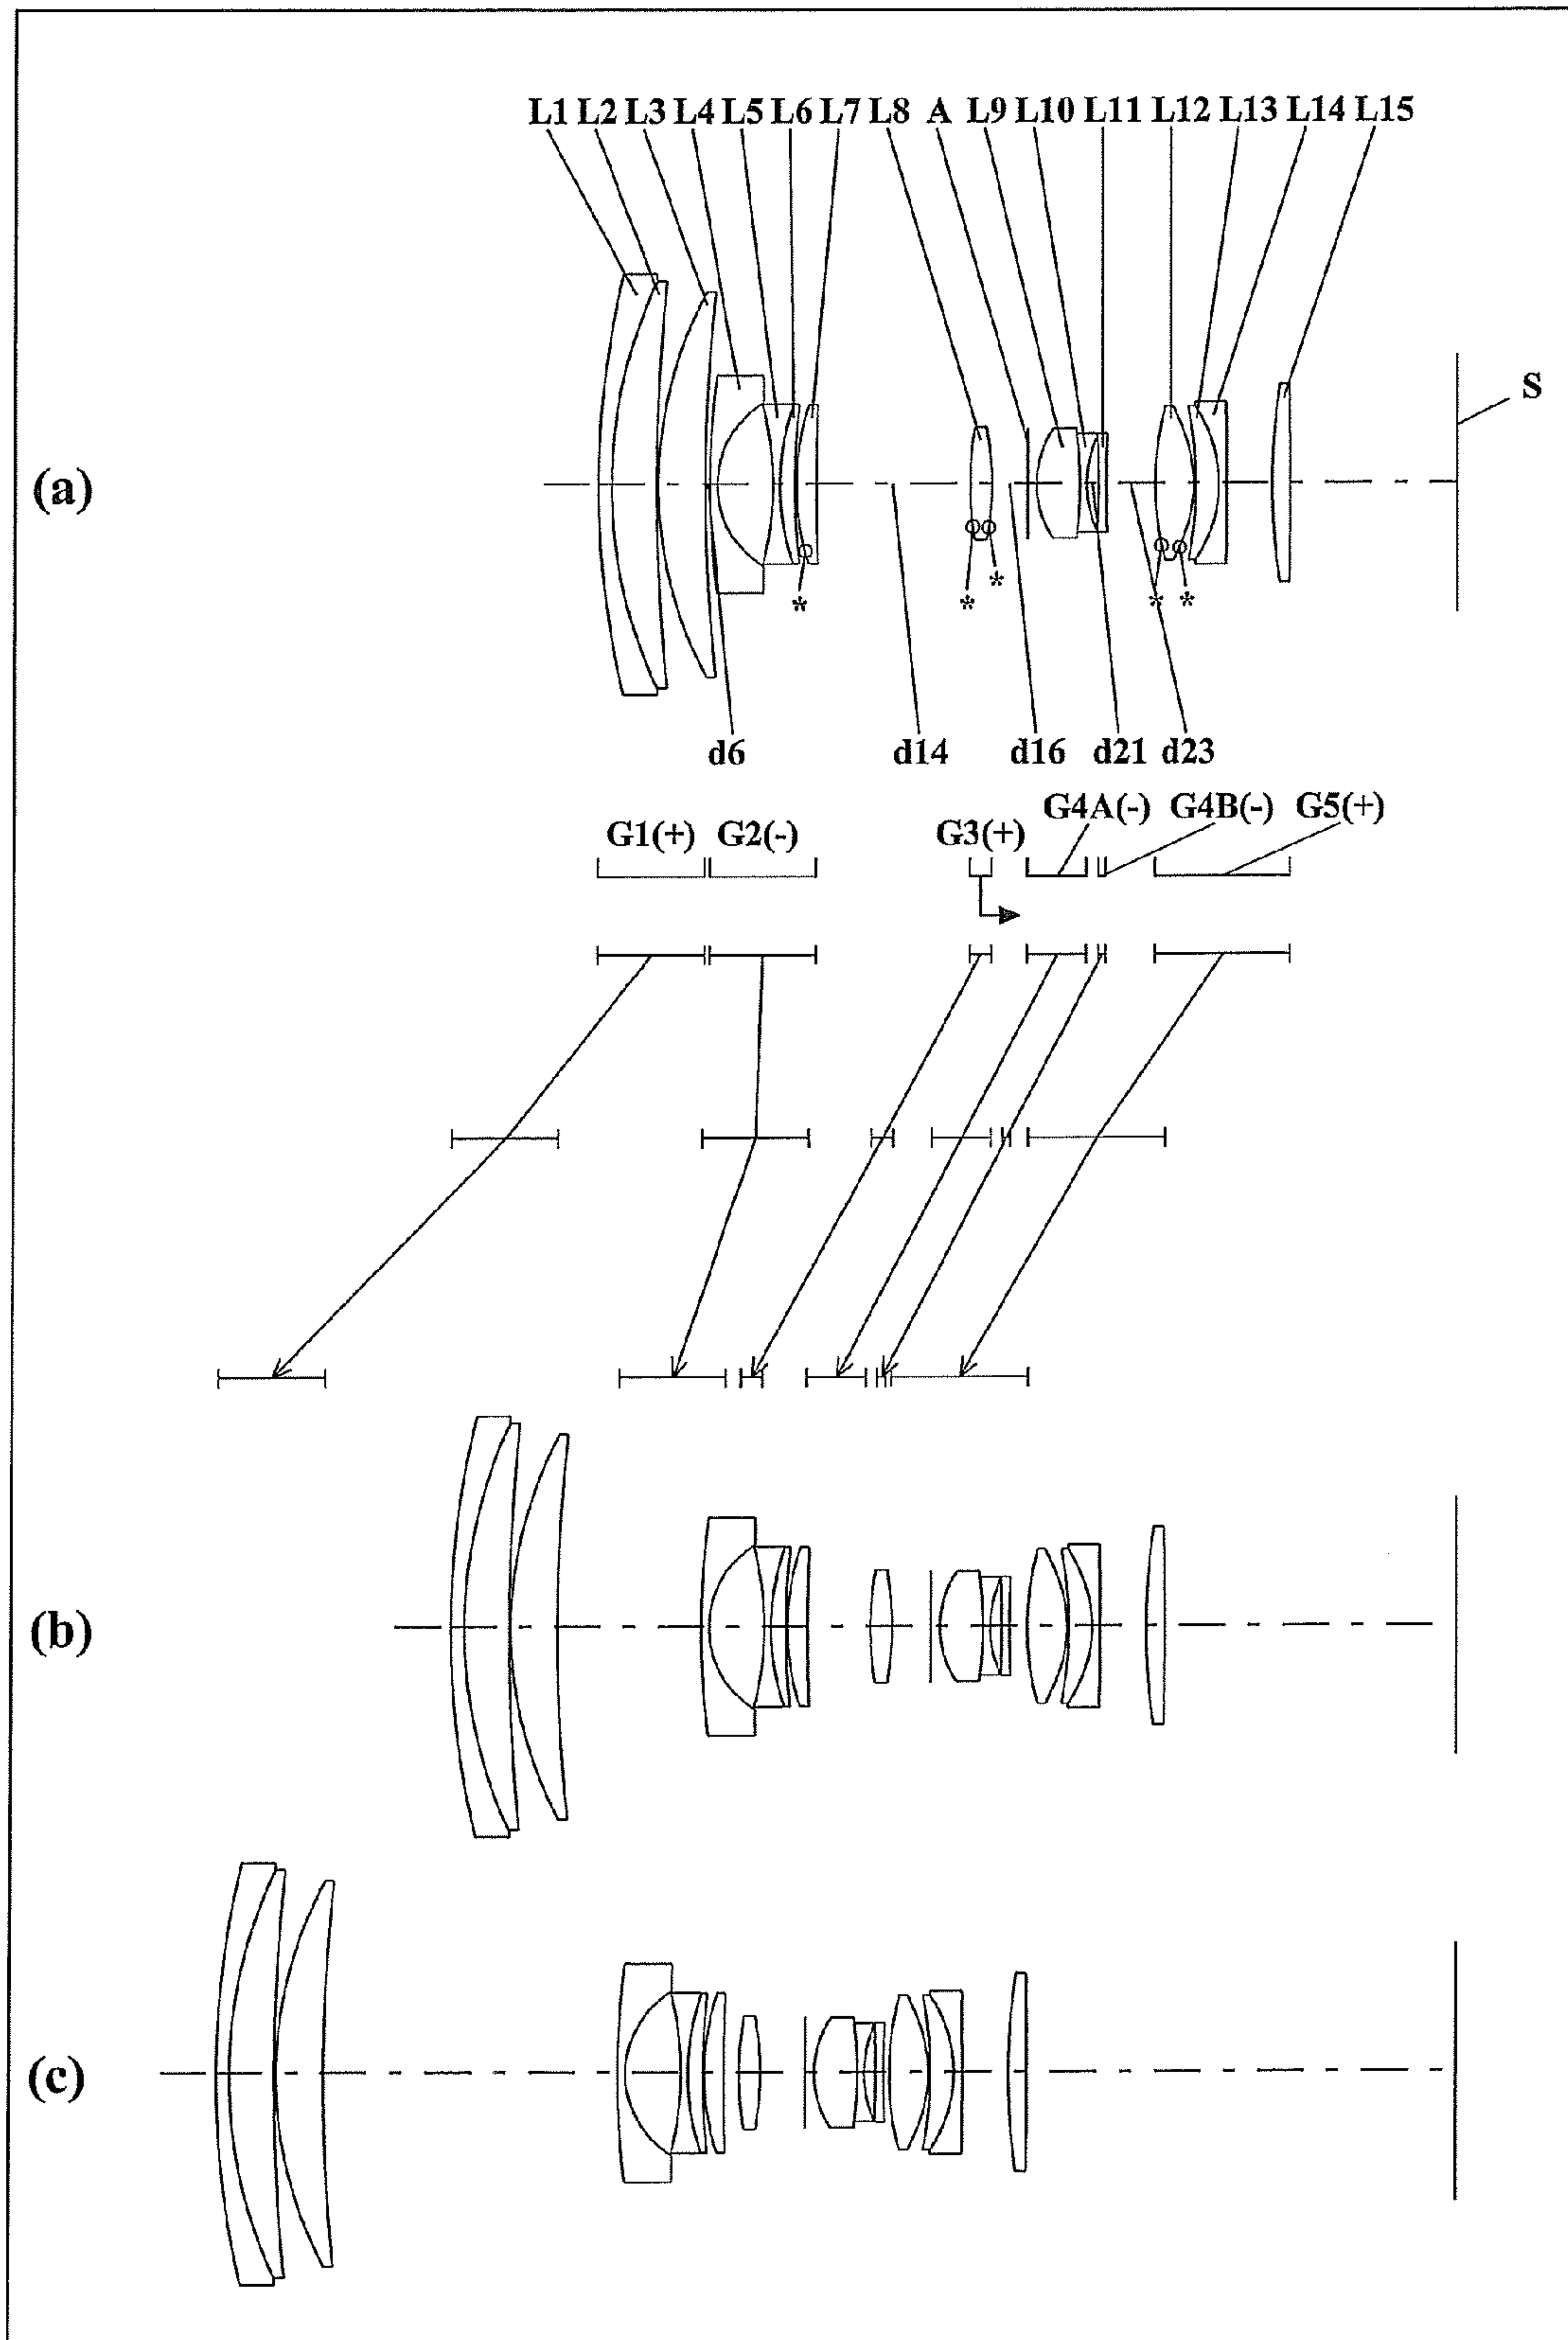 L1 L2 L3 L4 L5 L6 L7 L8 A L9 L10 L11 L12 L13 L14 L15
S
(a)
* * * * *
d6 d14 d16 d21 d23
G4A(-) G4B(-) G5(+)
G1(+) G2(-) G3(+)
(b)
(c)